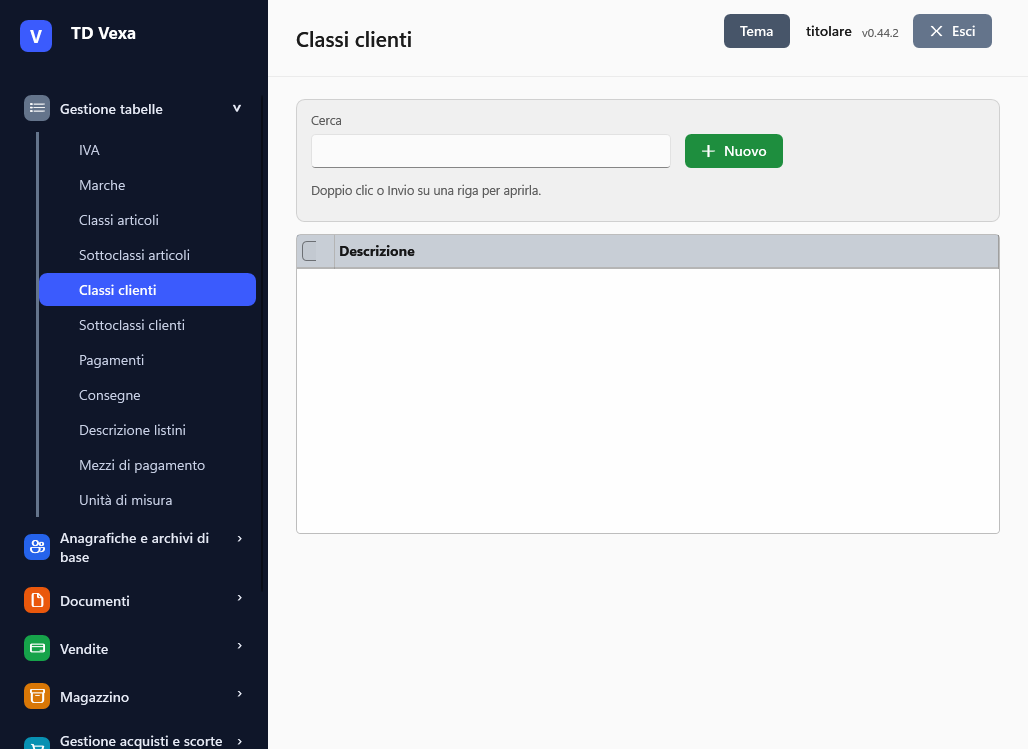 V
TD Vexa
Gestione tabelle
IVA
Marche
Classi articoli
Sottoclassi articoli
Classi clienti
Sottoclassi clienti
Pagamenti
Consegne
Descrizione listini
Mezzi di pagamento
Unità di misura
Anagrafiche e archivi di
base
Documenti
Vendite
Magazzino
Gestione acquisti e scorte
Classi clienti
Tema
titolare
v0.44.2
Esci
Cerca
Nuovo
Doppio clic o Invio su una riga per aprirla.
Descrizione